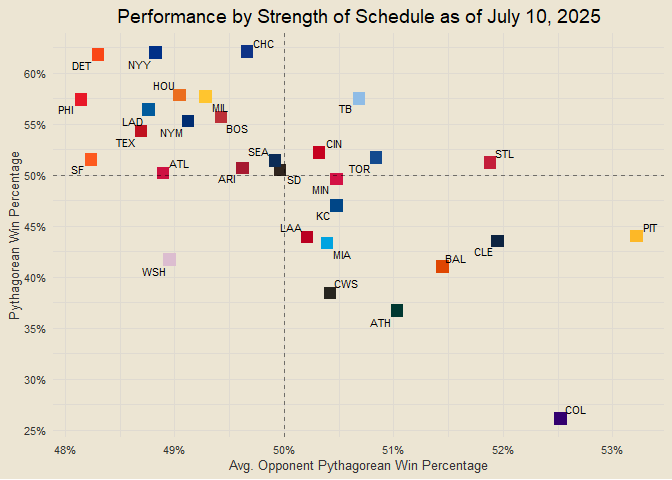 Performance by Strength of Schedule as of July 10, 2025
Pythagorean Win Percentage
60%
55%
50%
45%
40%
35%
30%
25%
DET
NYY
CHC
PHI
HOU
MIL
LAD
NYM
BOS
TEX
TB
SF
ATL
SEA
ARI
SD
CIN
TOR
MIN
STL
KC
LAA
MIA
WSH
CWS
BAL
CLE
PIT
ATH
COL
48%
49%
50%
51%
52%
53%
Avg. Opponent Pythagorean Win Percentage